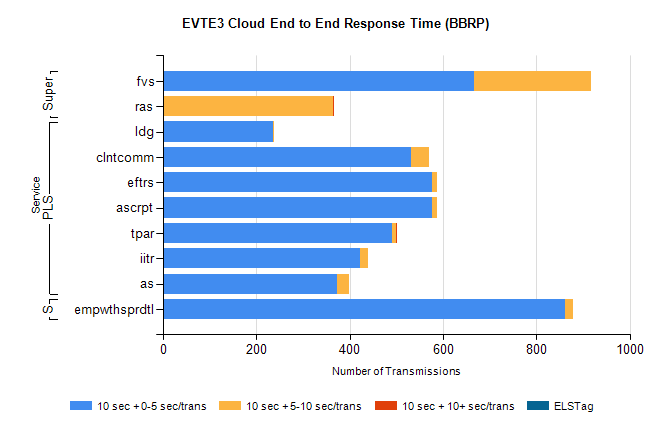 EVTE3 Cloud End to End Response Time (BBRP)
Super
fvs
ras
Service
PLS
ldg
clntcomm
eftrs
ascrpt
tpar
iitr
as
S
empwthsprdtl
0 200 400 600 800 1000
Number of Transmissions
10 sec +0-5 sec/trans 10 sec +5-10 sec/trans 10 sec + 10+ sec/trans ELSTag